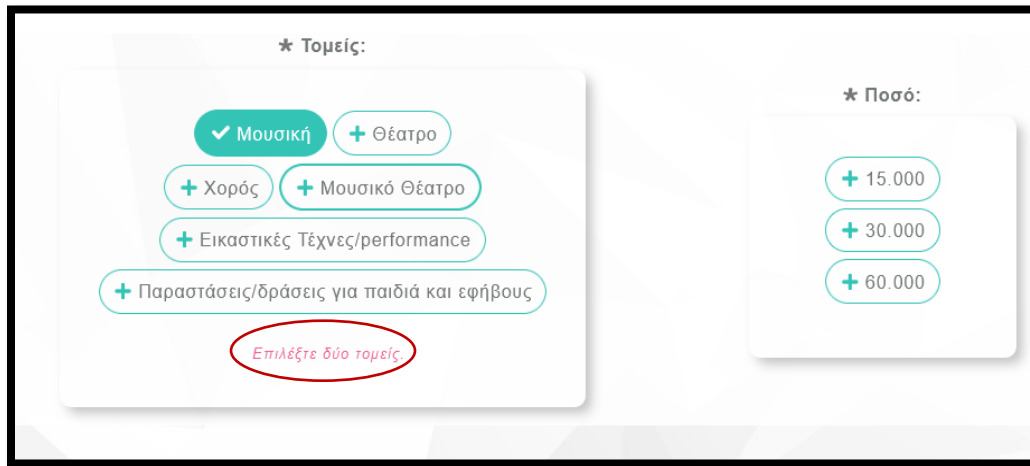 * Τομείς:
Μουσική Θέατρο
Χορός Μουσικό Θέατρο
Εικαστικές Τέχνες/performance
Παραστάσεις/δράσεις για παιδιά και εφήβους
Επιλέξτε δύο τομείς.
* Ποσό:
15.000
30.000
60.000